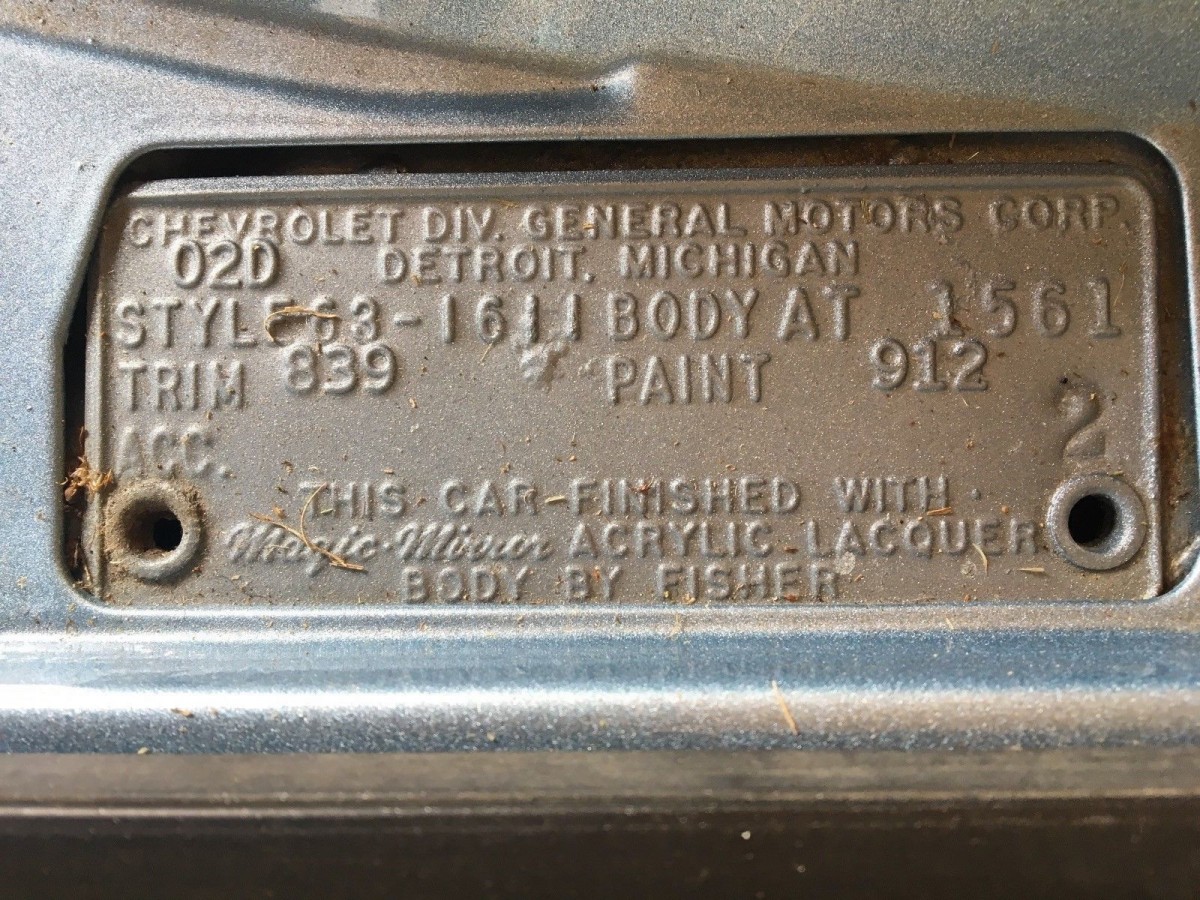 CHEVROLET DIV. GENERAL MOTORS CORP.
02D DETROIT, MICHIGAN
STYLE 63-1611 BODY AT 1561
TRIM 839 PAINT 912
2
ACC.
THIS CAR FINISHED WITH
Magic-Mirror ACRYLIC LACQUER
BODY BY FISHER